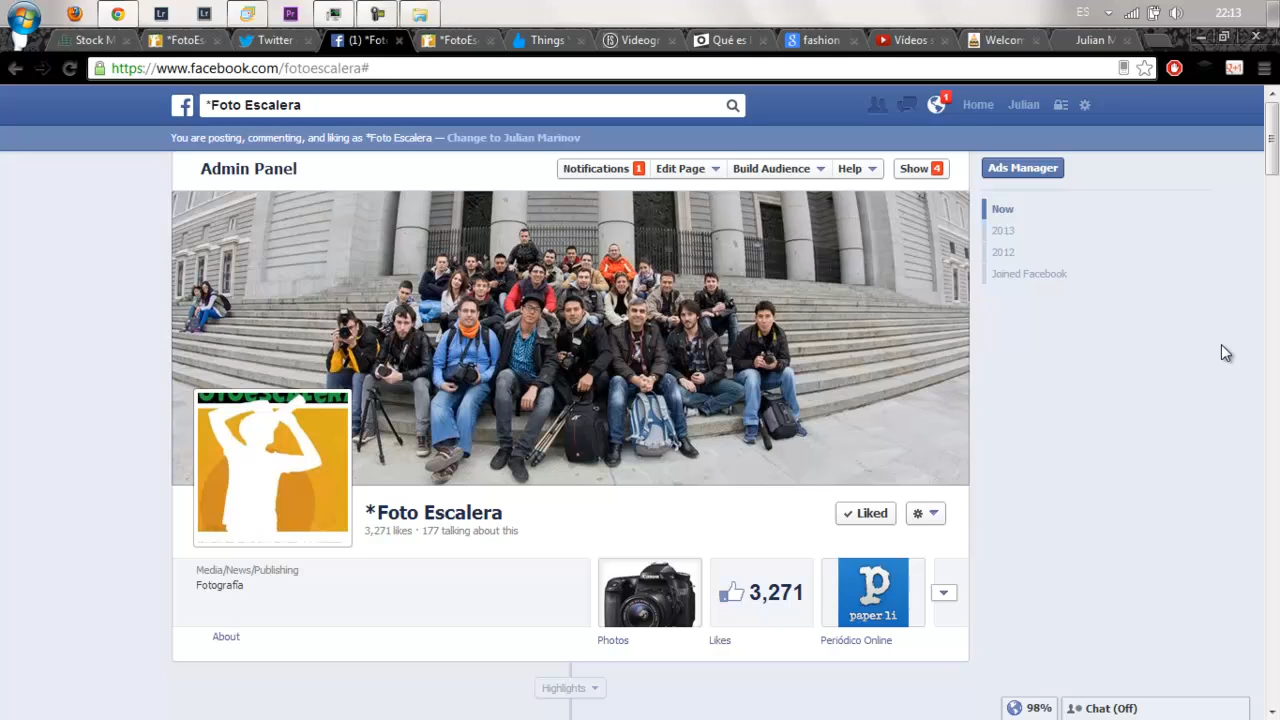 ES
22:13
Stock M
*FotoEs
Twitter
(1) *Fot
*FotoEs
Things
Videogr
Qué es
fashion
Videos s
Welcom
Julian M
https://www.facebook.com/fotoescalera#
*Foto Escalera
1
Home
Julian
You are posting, commenting, and liking as *Foto Escalera — Change to Julian Marinov
Admin Panel
Notifications 1
Edit Page
Build Audience
Help
Show 4
Ads Manager
Now
2013
2012
Joined Facebook
*Foto Escalera
3,271 likes · 177 talking about this
Liked
Media/News/Publishing
Fotografía
About
Canon
3,271
paper li
Photos
Likes
Periódico Online
Highlights
98%
Chat (Off)